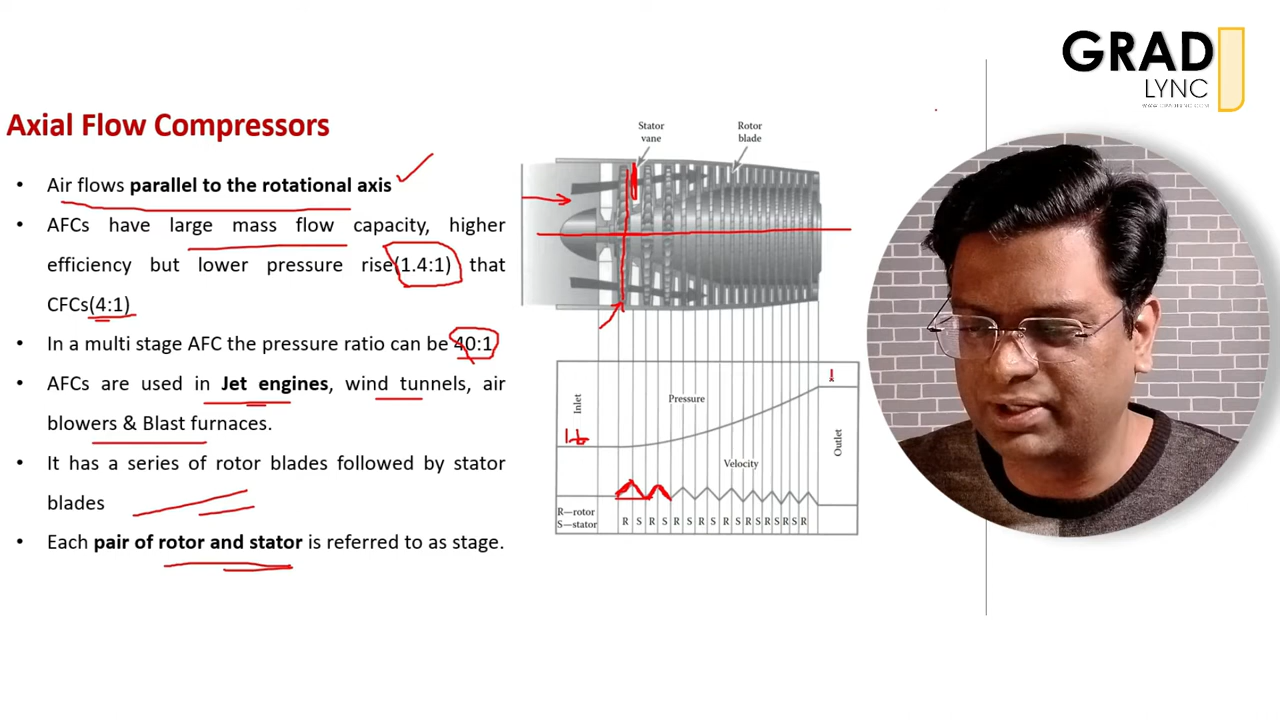 GRAD
LYNC
Axial Flow Compressors
• Air flows parallel to the rotational axis
• AFCs have large mass flow capacity, higher
efficiency but lower pressure rise(1.4:1) that
CFCs(4:1)
• In a multi stage AFC the pressure ratio can be 40:1
• AFCs are used in Jet engines, wind tunnels, air
blowers & Blast furnaces.
• It has a series of rotor blades followed by stator
blades
• Each pair of rotor and stator is referred to as stage.
Stator
vane
Rotor
blade
Inlet
Pressure
Velocity
Outlet
R—rotor
S—stator
R S R S R S R S R S R S R S R S R